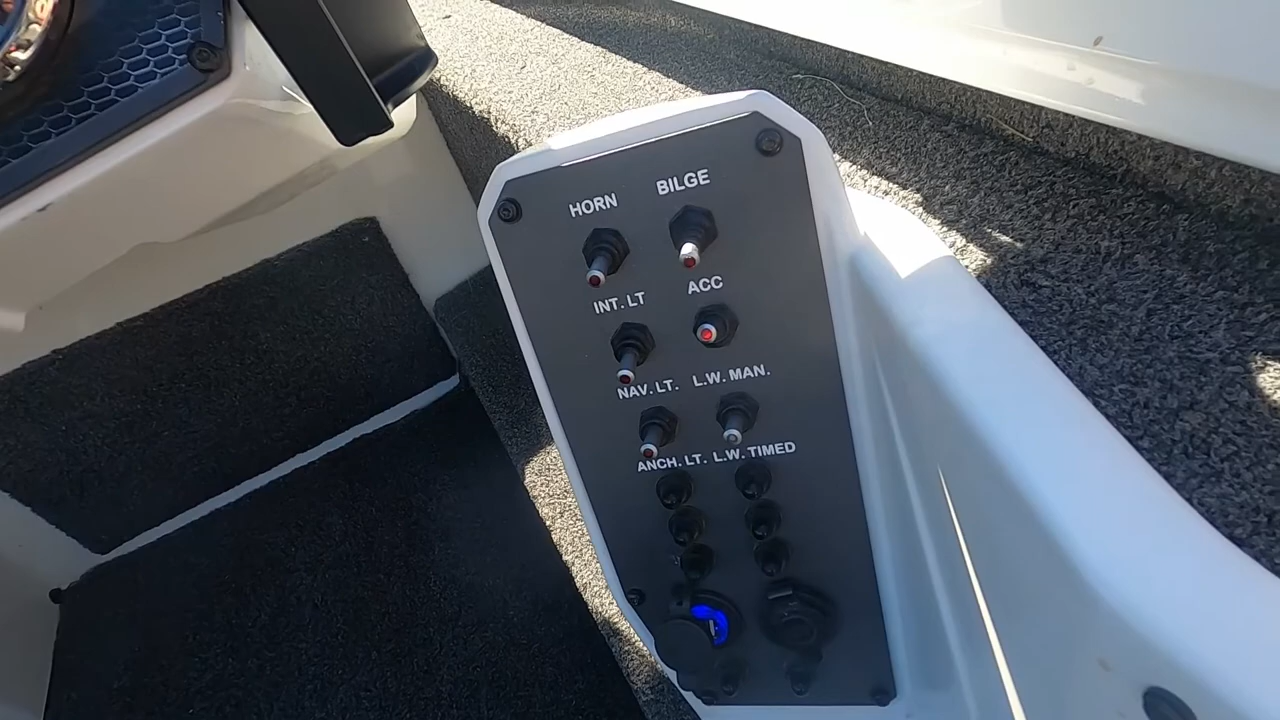 HORN BILGE
INT. LT ACC
NAV. LT. L.W. MAN.
ANCH. LT. L.W. TIMED